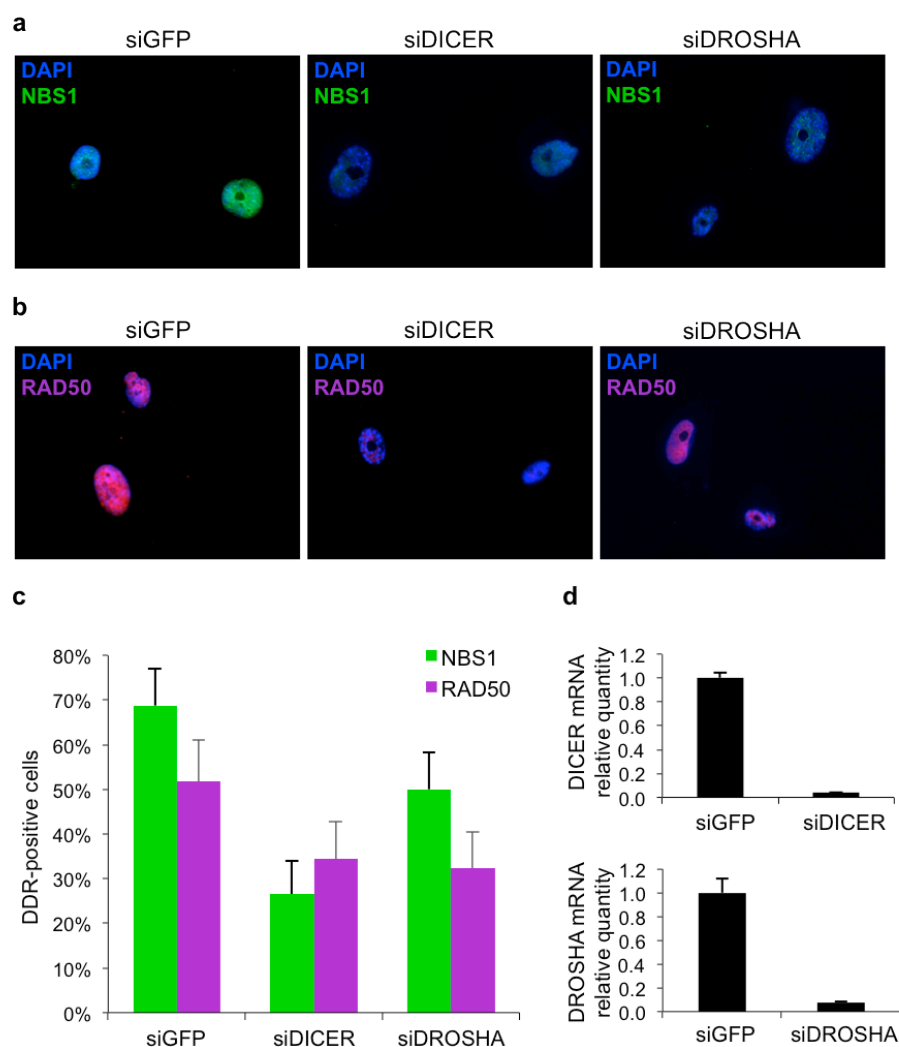 a
siGFP
siDICER
siDROSHA
DAPI
NBS1
DAPI
NBS1
DAPI
NBS1
b
siGFP
siDICER
siDROSHA
DAPI
RAD50
DAPI
RAD50
DAPI
RAD50
c
DDR-positive cells
80%
70%
60%
50%
40%
30%
20%
10%
0%
NBS1
RAD50
siGFP
siDICER
siDROSHA
d
DICER mRNA
relative quantity
1.2
1.0
0.8
0.6
0.4
0.2
0.0
siGFP
siDICER
DROSHA mRNA
relative quantity
1.2
1.0
0.8
0.6
0.4
0.2
0.0
siGFP
siDROSHA